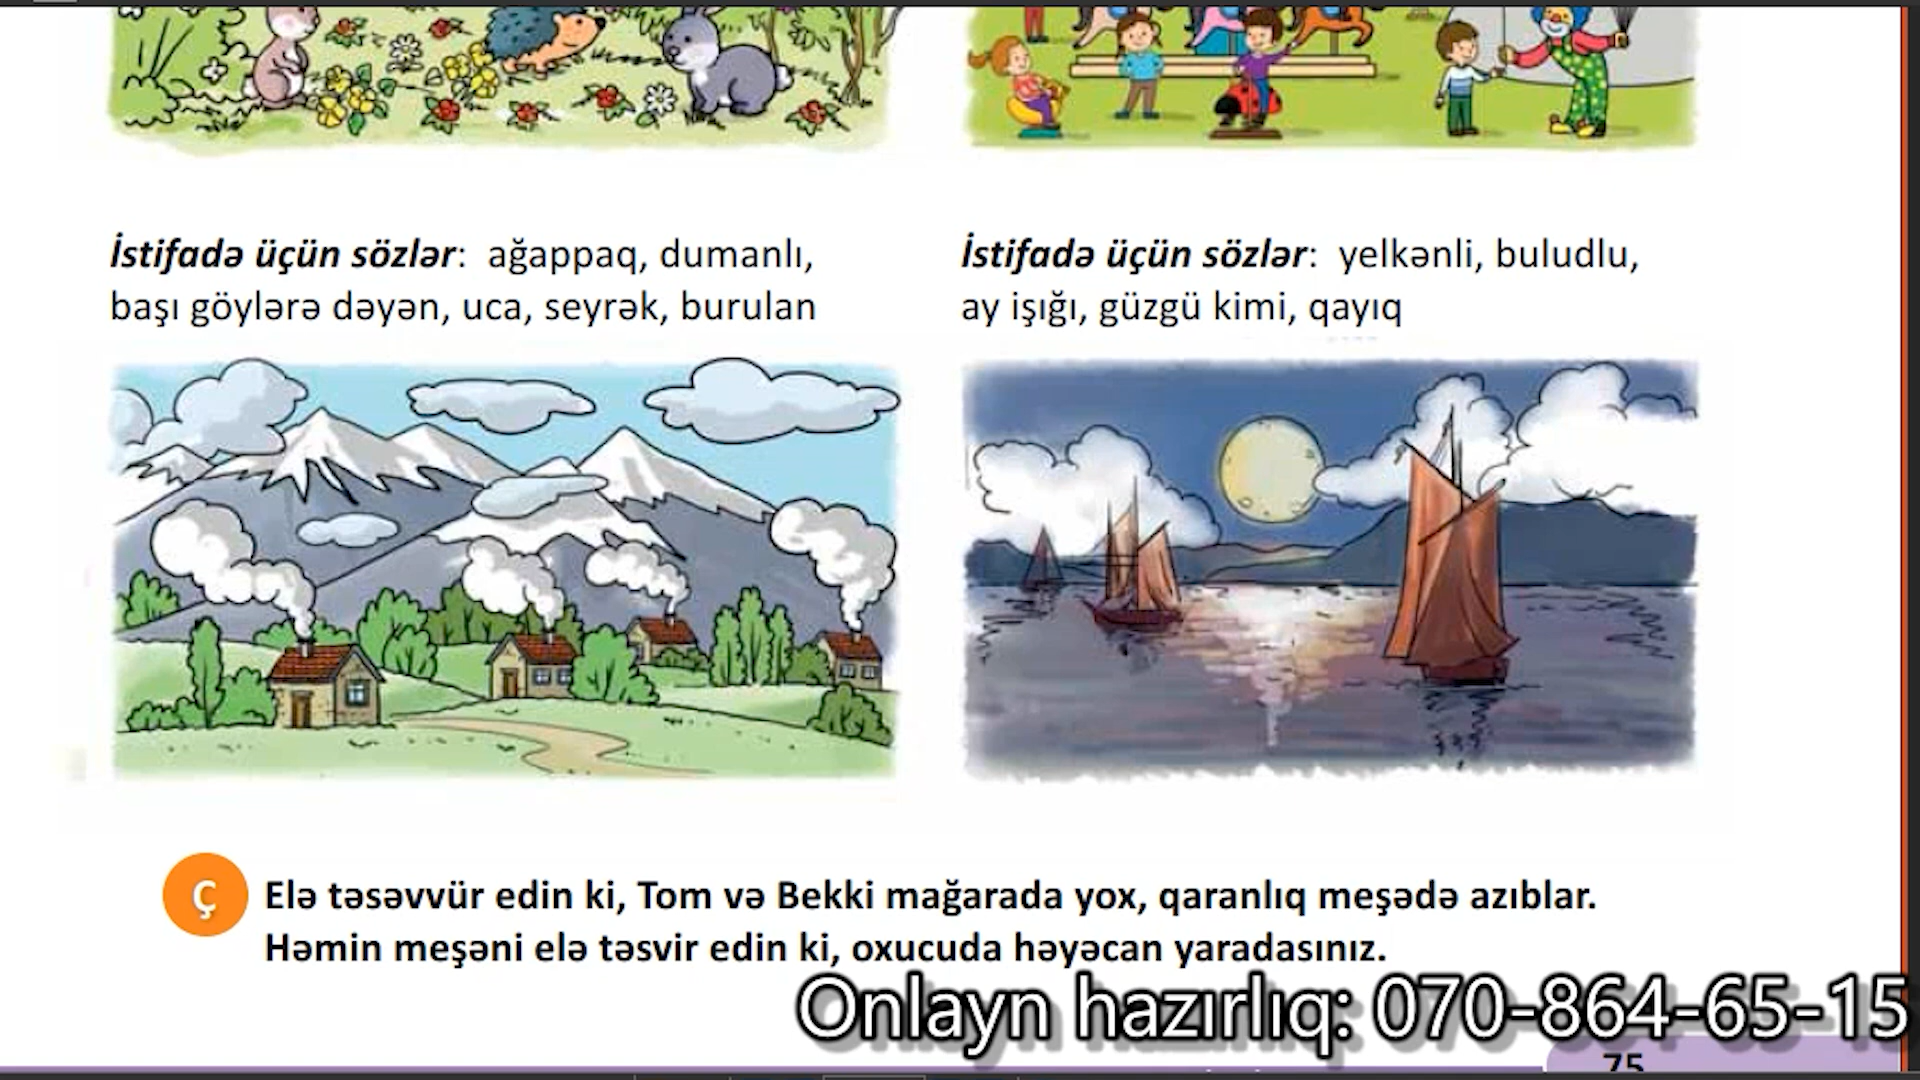 İstifadə üçün sözlər: ağappaq, dumanlı,
başı göylərə dəyən, uca, seyrək, burulan
İstifadə üçün sözlər: yelkənli, buludlu,
ay işığı, güzgü kimi, qayıq
Ç
Elə təsəvvür edin ki, Tom və Bekki mağarada yox, qaranlıq meşədə azıblar.
Həmin meşəni elə təsvir edin ki, oxucuda həyəcan yaradasınız.
Onlayn hazırlıq: 070-864-65-15
75